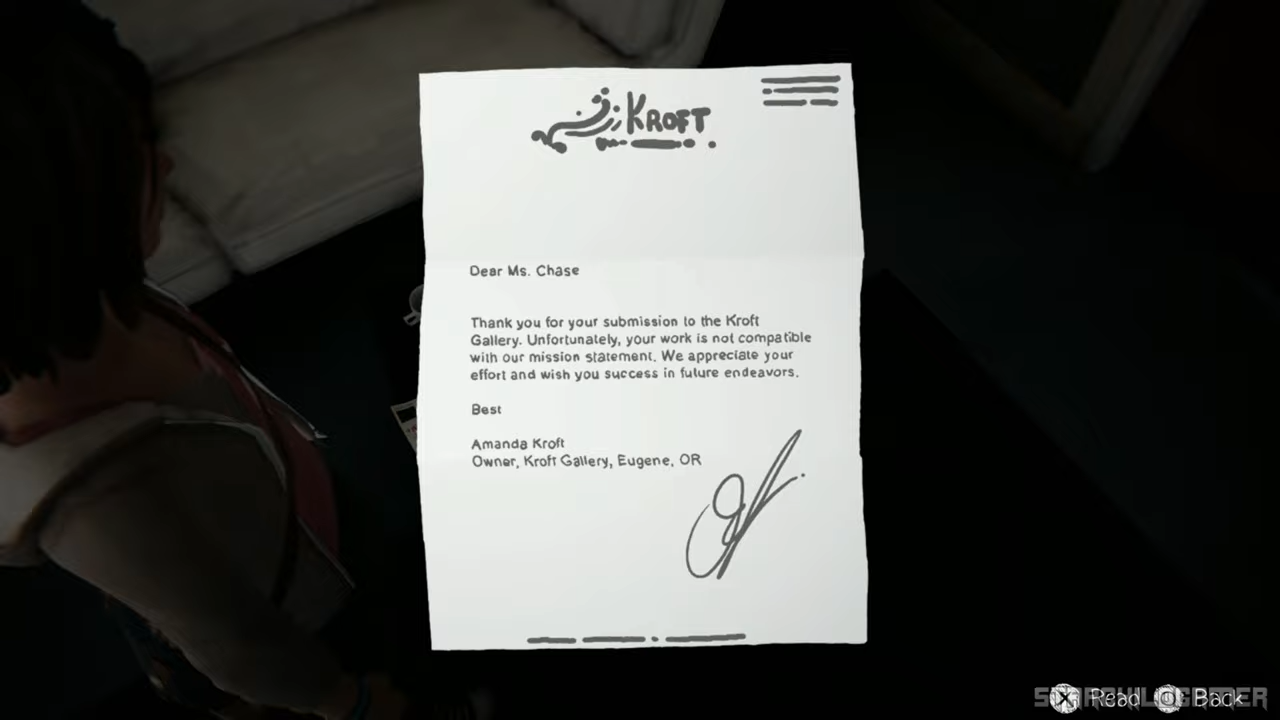 KROFT
Dear Ms. Chase
Thank you for your submission to the Kroft
Gallery. Unfortunately, your work is not compatible
with our mission statement. We appreciate your
effort and wish you success in future endeavors.
Best
Amanda Kroft
Owner, Kroft Gallery, Eugene, OR
Read Back